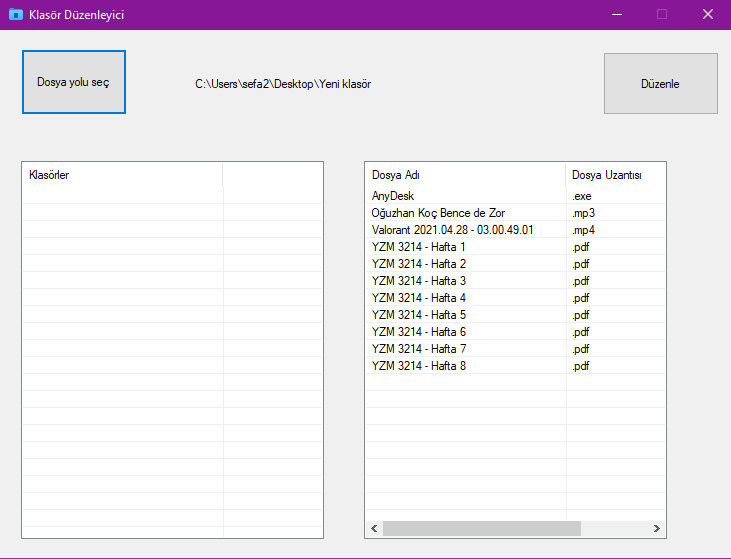 Klasör Düzenleyici
Dosya yolu seç
C:\Users\sefa2\Desktop\Yeni klasör
Düzenle
Klasörler
Dosya Adı Dosya Uzantısı
AnyDesk .exe
Oğuzhan Koç Bence de Zor .mp3
Valorant 2021.04.28 - 03.00.49.01 .mp4
YZM 3214 - Hafta 1 .pdf
YZM 3214 - Hafta 2 .pdf
YZM 3214 - Hafta 3 .pdf
YZM 3214 - Hafta 4 .pdf
YZM 3214 - Hafta 5 .pdf
YZM 3214 - Hafta 6 .pdf
YZM 3214 - Hafta 7 .pdf
YZM 3214 - Hafta 8 .pdf